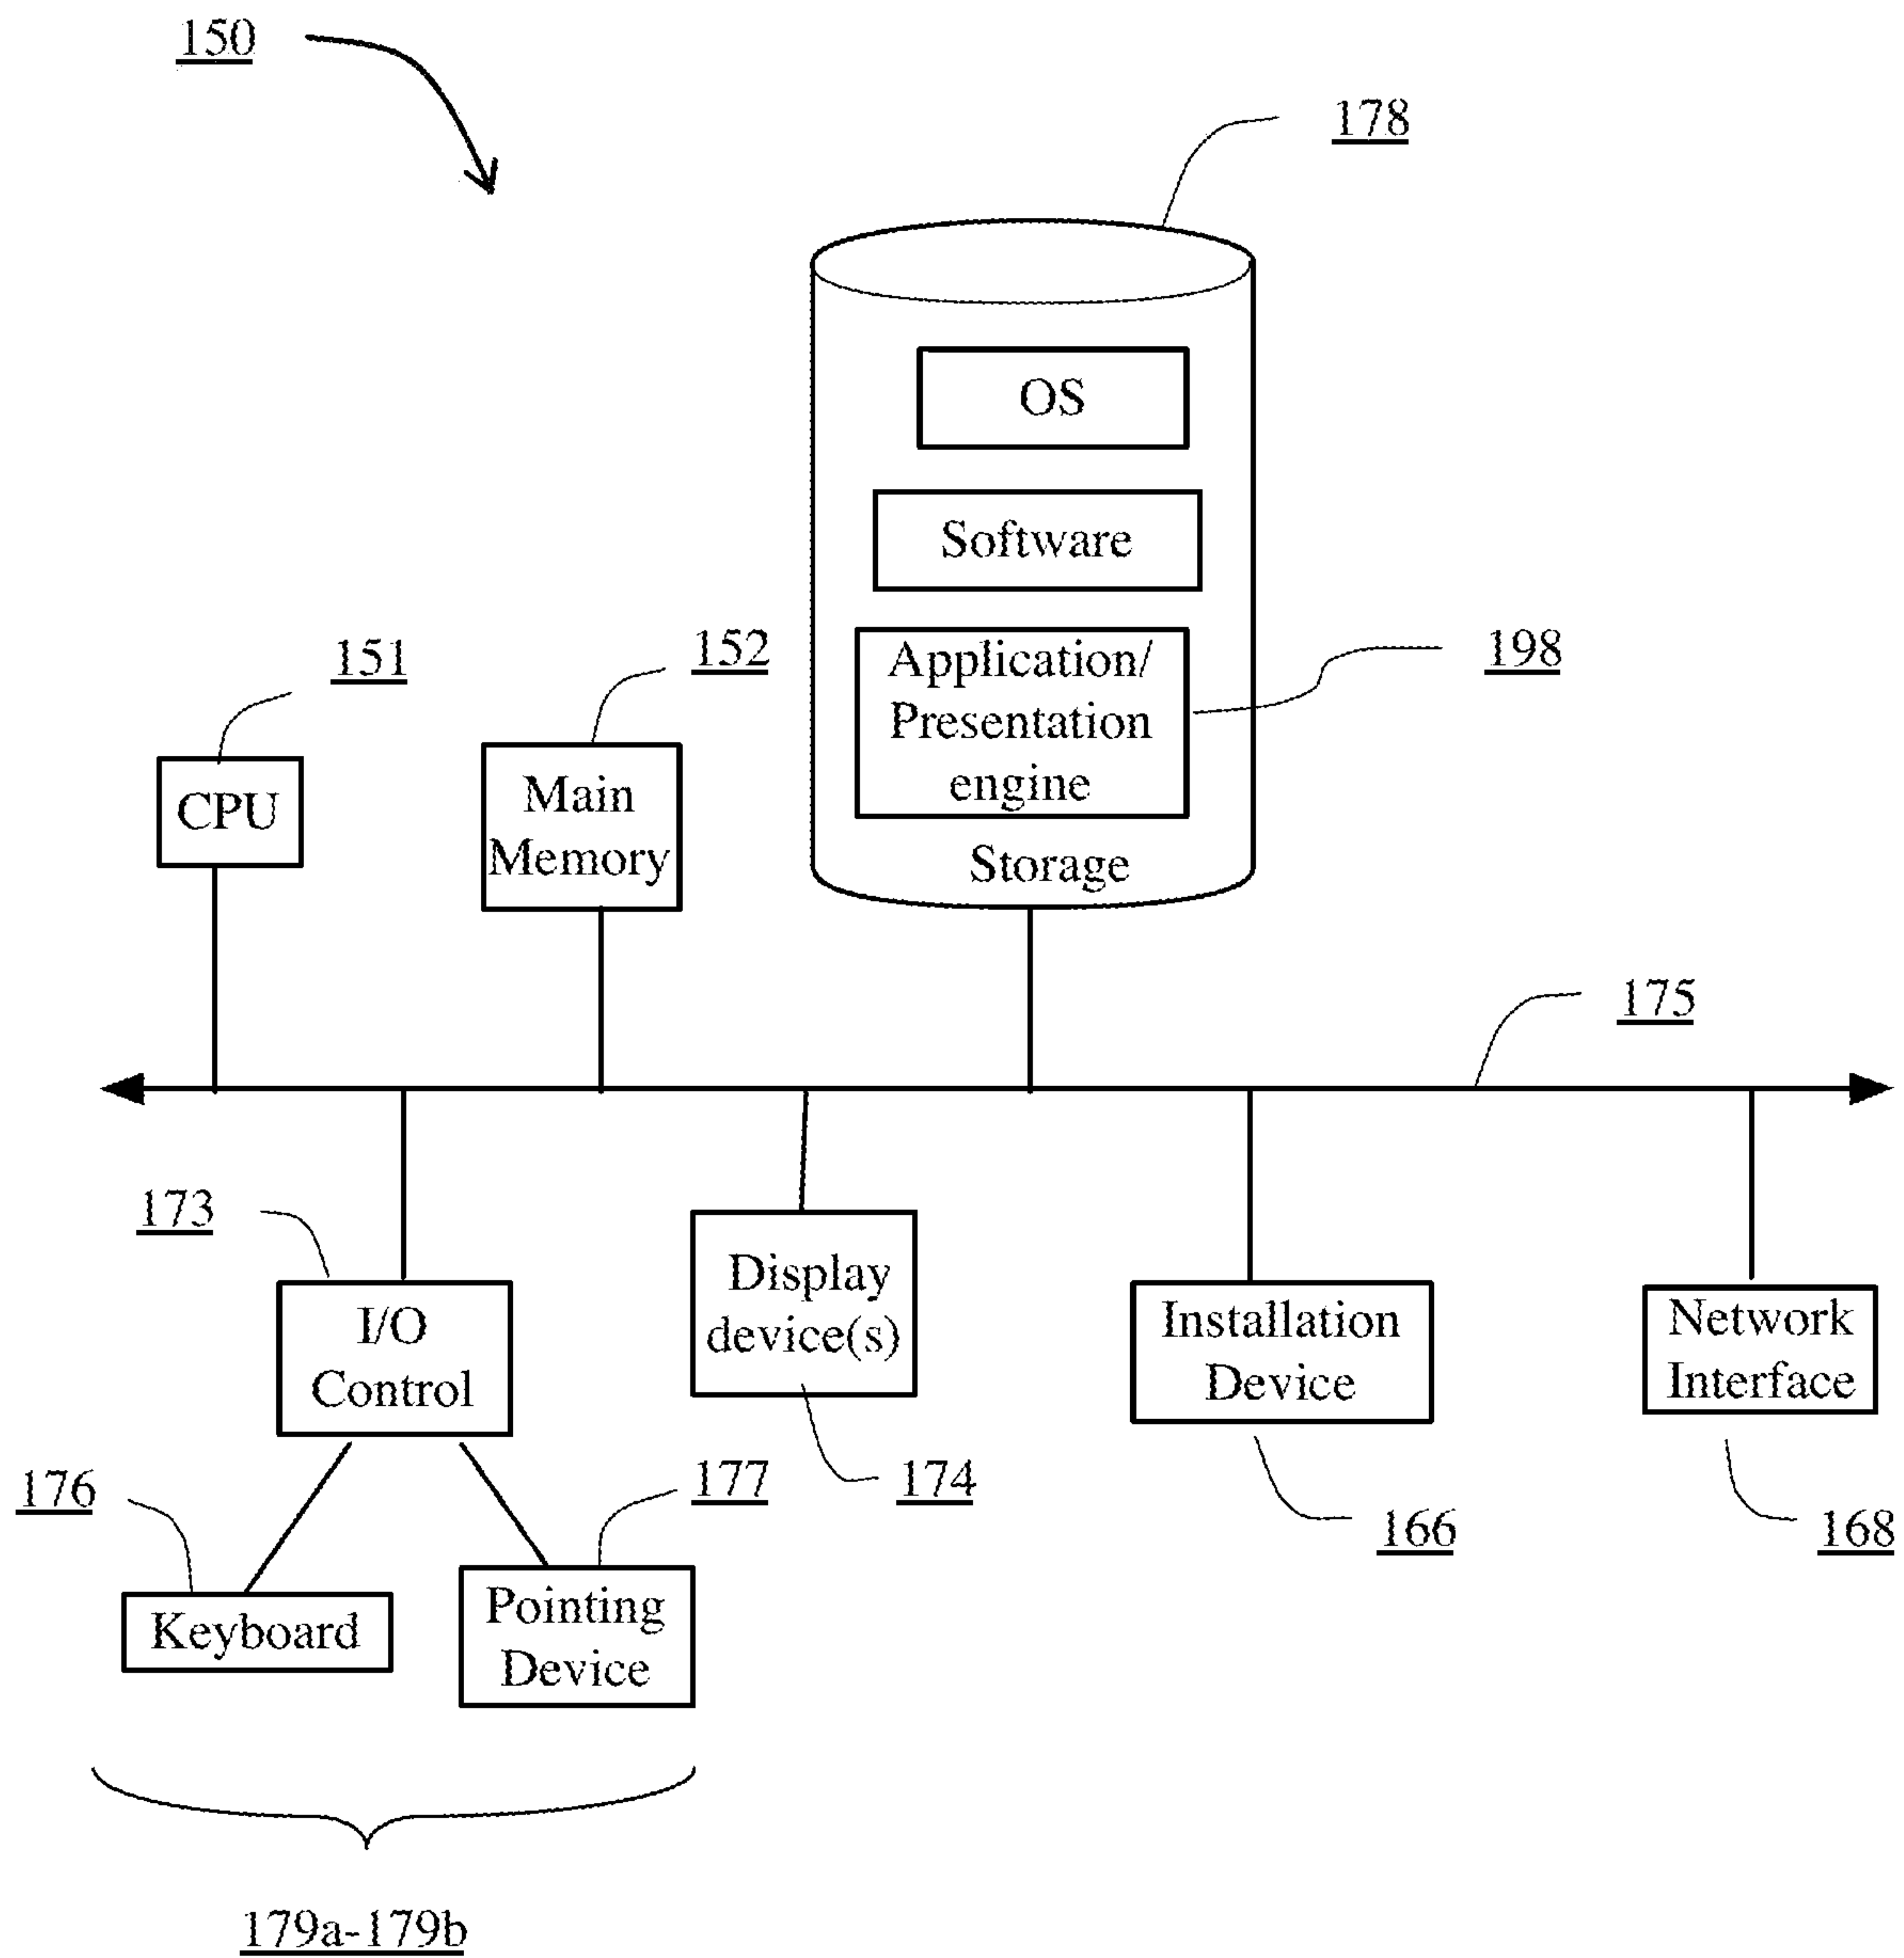 150
178
OS
Software
Application/
Presentation
engine
198
Storage
151
CPU
152
Main
Memory
175
173
I/O
Control
Display
device(s)
174
Installation
Device
166
Network
Interface
168
176
Keyboard
177
Pointing
Device
179a-179b